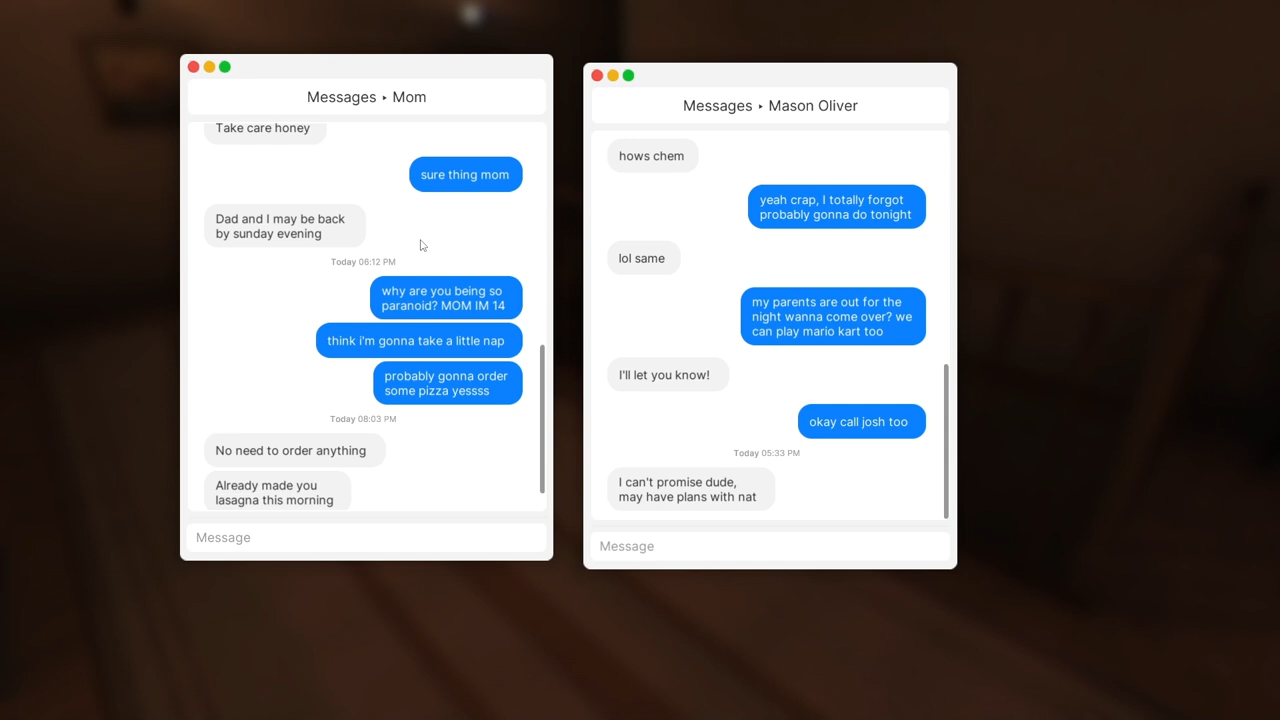 Messages ‣ Mom
Take care honey
sure thing mom
Dad and I may be back
by sunday evening
Today 06:12 PM
why are you being so
paranoid? MOM IM 14
think i'm gonna take a little nap
probably gonna order
some pizza yessss
Today 08:03 PM
No need to order anything
Already made you
lasagna this morning
Message
Messages ‣ Mason Oliver
hows chem
yeah crap, I totally forgot
probably gonna do tonight
lol same
my parents are out for the
night wanna come over? we
can play mario kart too
I'll let you know!
okay call josh too
Today 05:33 PM
I can't promise dude,
may have plans with nat
Message